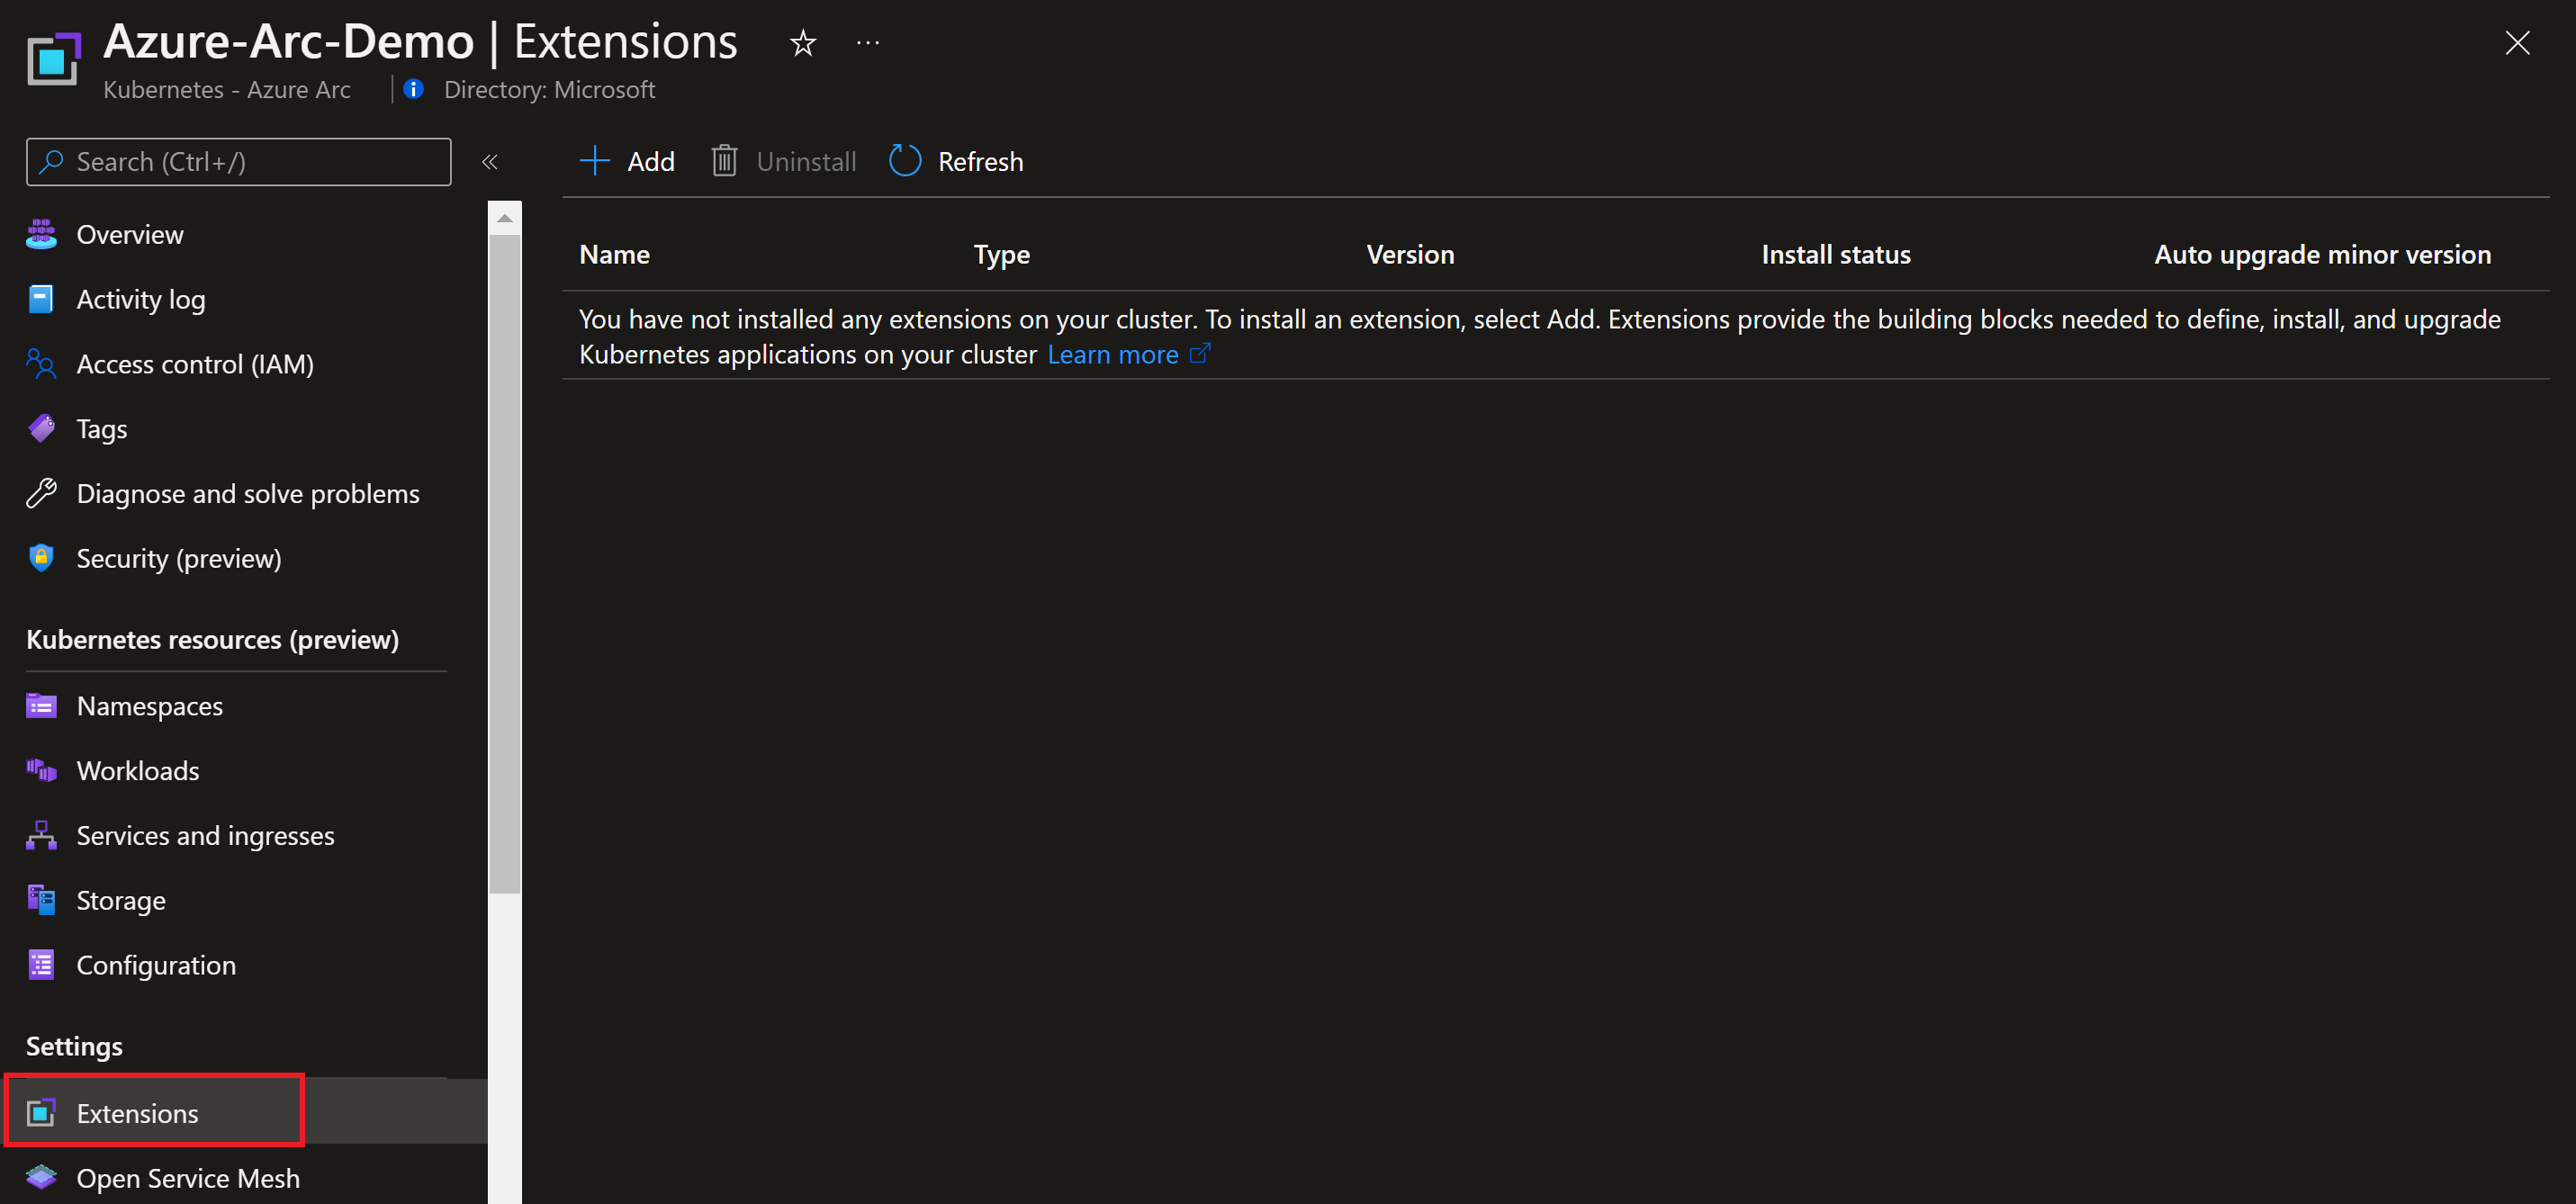 Azure-Arc-Demo | Extensions
Kubernetes - Azure Arc | Directory: Microsoft
Search (Ctrl+/)
Overview
Activity log
Access control (IAM)
Tags
Diagnose and solve problems
Security (preview)
Kubernetes resources (preview)
Namespaces
Workloads
Services and ingresses
Storage
Configuration
Settings
Extensions
Open Service Mesh
Add Uninstall Refresh
Name Type Version Install status Auto upgrade minor version
You have not installed any extensions on your cluster. To install an extension, select Add. Extensions provide the building blocks needed to define, install, and upgrade
Kubernetes applications on your cluster Learn more